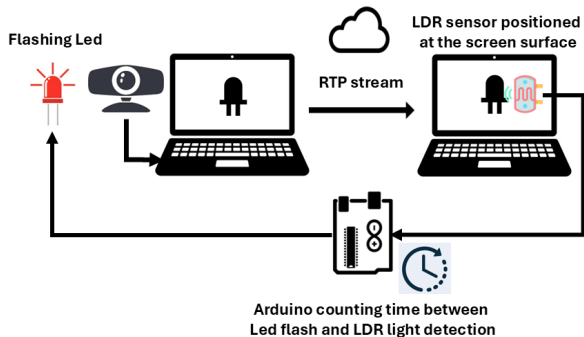 Flashing Led
LDR sensor positioned
at the screen surface
RTP stream
Arduino counting time between
Led flash and LDR light detection